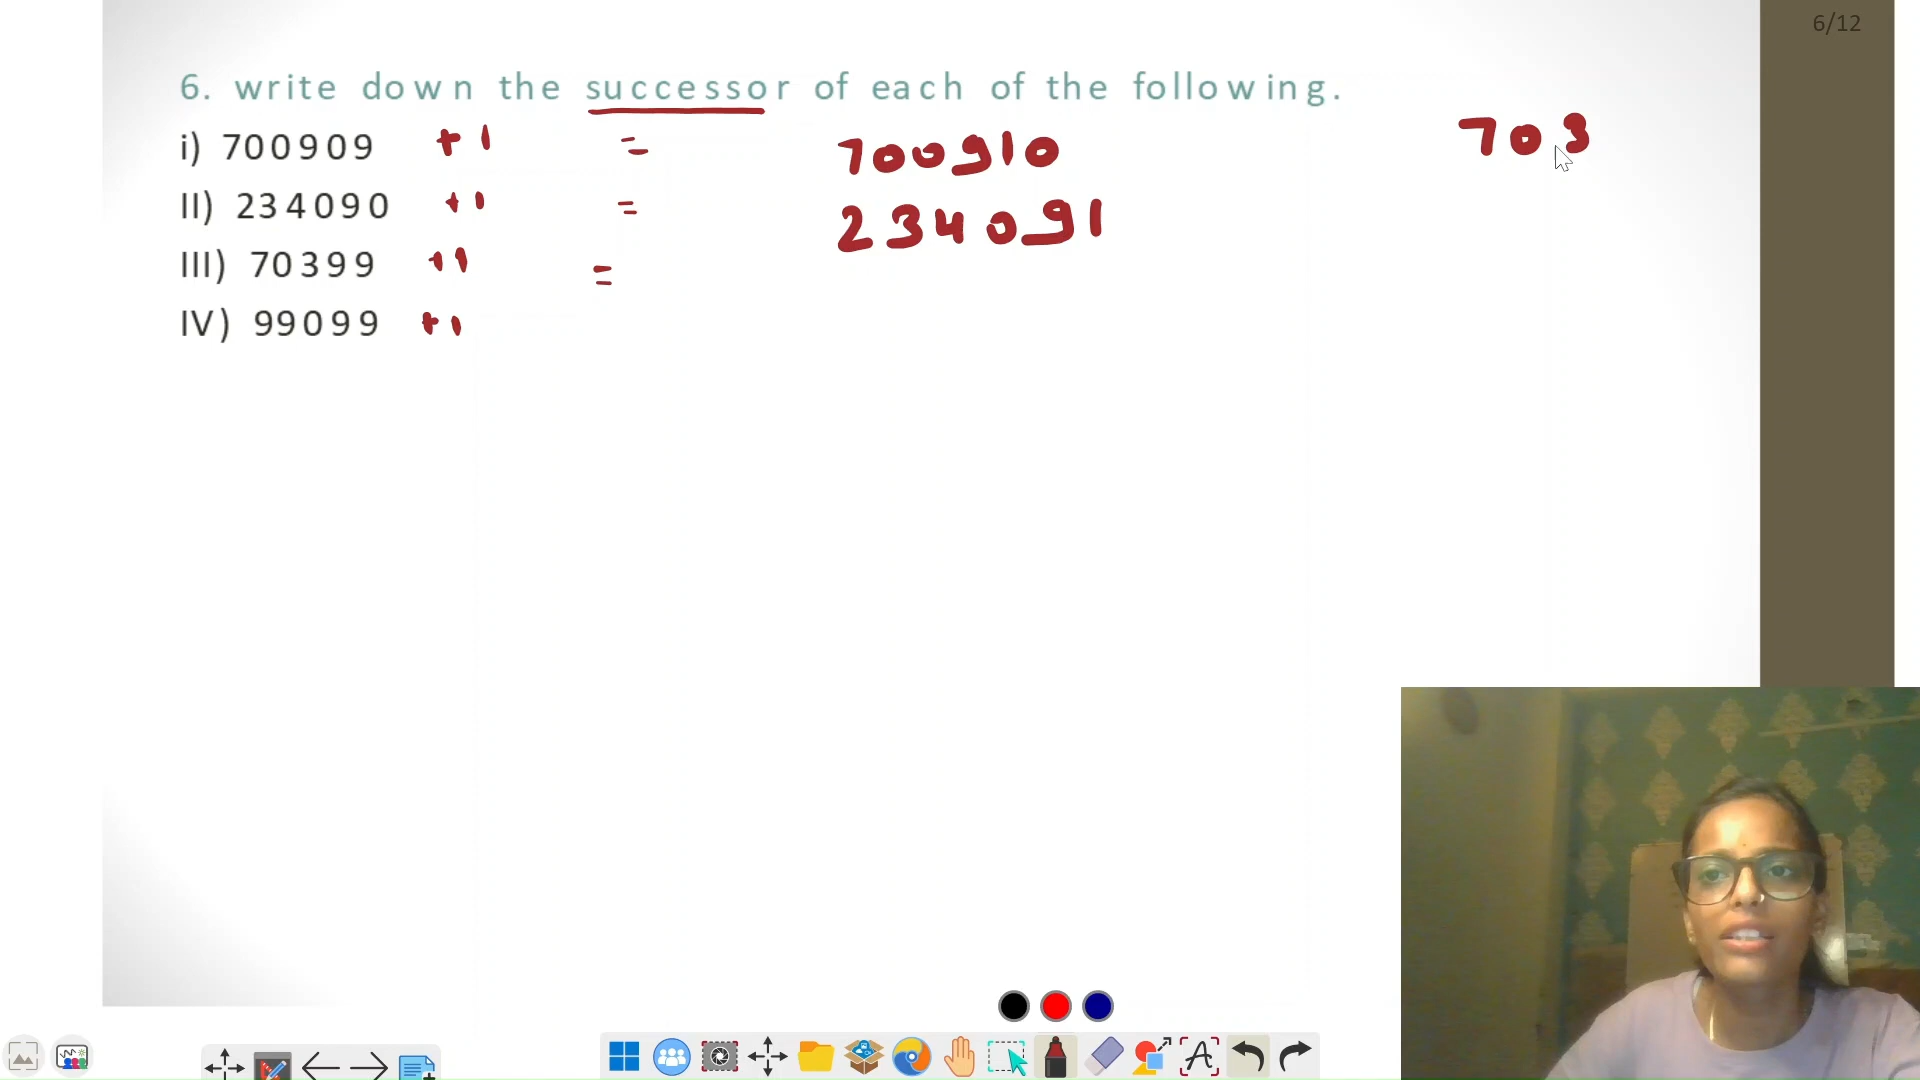 6/12
6. write down the successor of each of the following.
i) 700909 +1 = 700910
703
II) 234090 +1 = 234091
III) 70399 +1 =
IV) 99099 +1